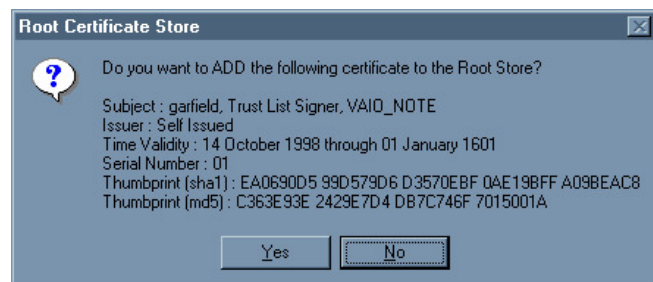 Root Certificate Store
?
Do you want to ADD the following certificate to the Root Store?
Subject : garfield, Trust List Signer, VAIO_NOTE
Issuer : Self Issued
Time Validity : 14 October 1998 through 01 January 1601
Serial Number : 01
Thumbprint (sha1) : EA0690D5 99D579D6 D3570EBF 0AE19BFF A09BEAC8
Thumbprint (md5) : C363E93E 2429E7D4 DB7C746F 7015001A
Yes
No